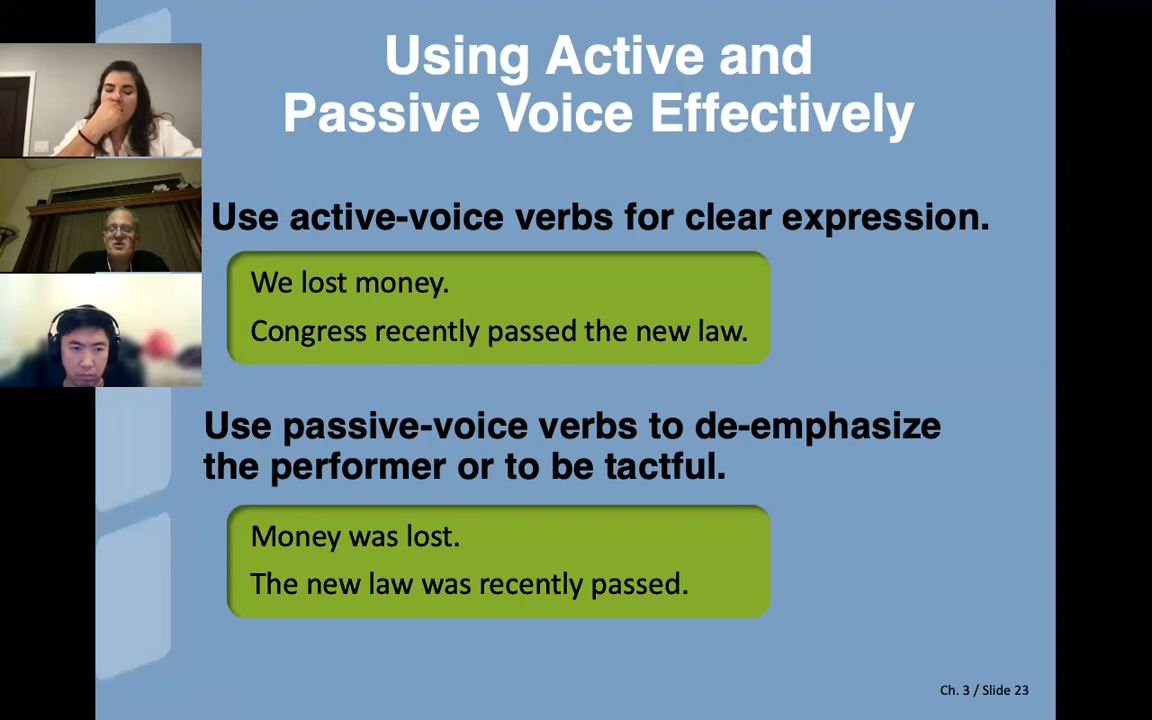 Using Active and
Passive Voice Effectively
Use active-voice verbs for clear expression.
We lost money.
Congress recently passed the new law.
Use passive-voice verbs to de-emphasize
the performer or to be tactful.
Money was lost.
The new law was recently passed.
Ch. 3 / Slide 23